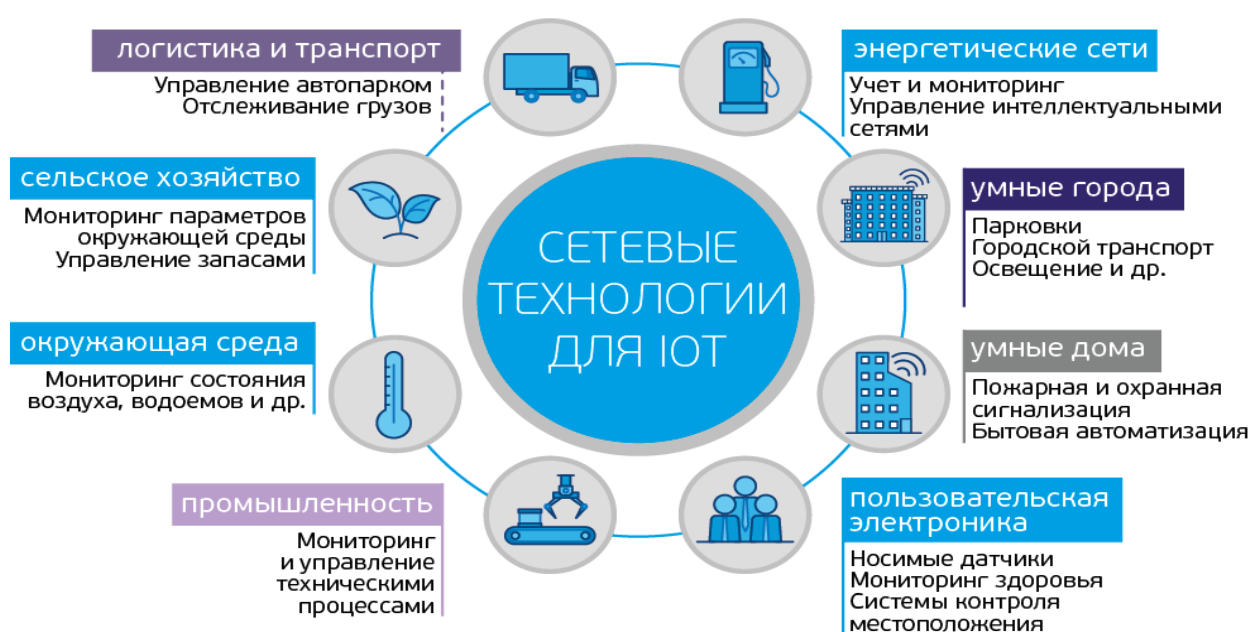 логистика и транспорт
Управление автопарком
Отслеживание грузов
энергетические сети
Учет и мониторинг
Управление интеллектуальными
сетями
сельское хозяйство
Мониторинг параметров
окружающей среды
Управление запасами
умные города
Парковки
Городской транспорт
Освещение и др.
СЕТЕВЫЕ
ТЕХНОЛОГИИ
ДЛЯ IOT
окружающая среда
Мониторинг состояния
воздуха, водоемов и др.
умные дома
Пожарная и охранная
сигнализация
Бытовая автоматизация
промышленность
Мониторинг
и управление
техническими
процессами
пользовательская
электроника
Носимые датчики
Мониторинг здоровья
Системы контроля
местоположения